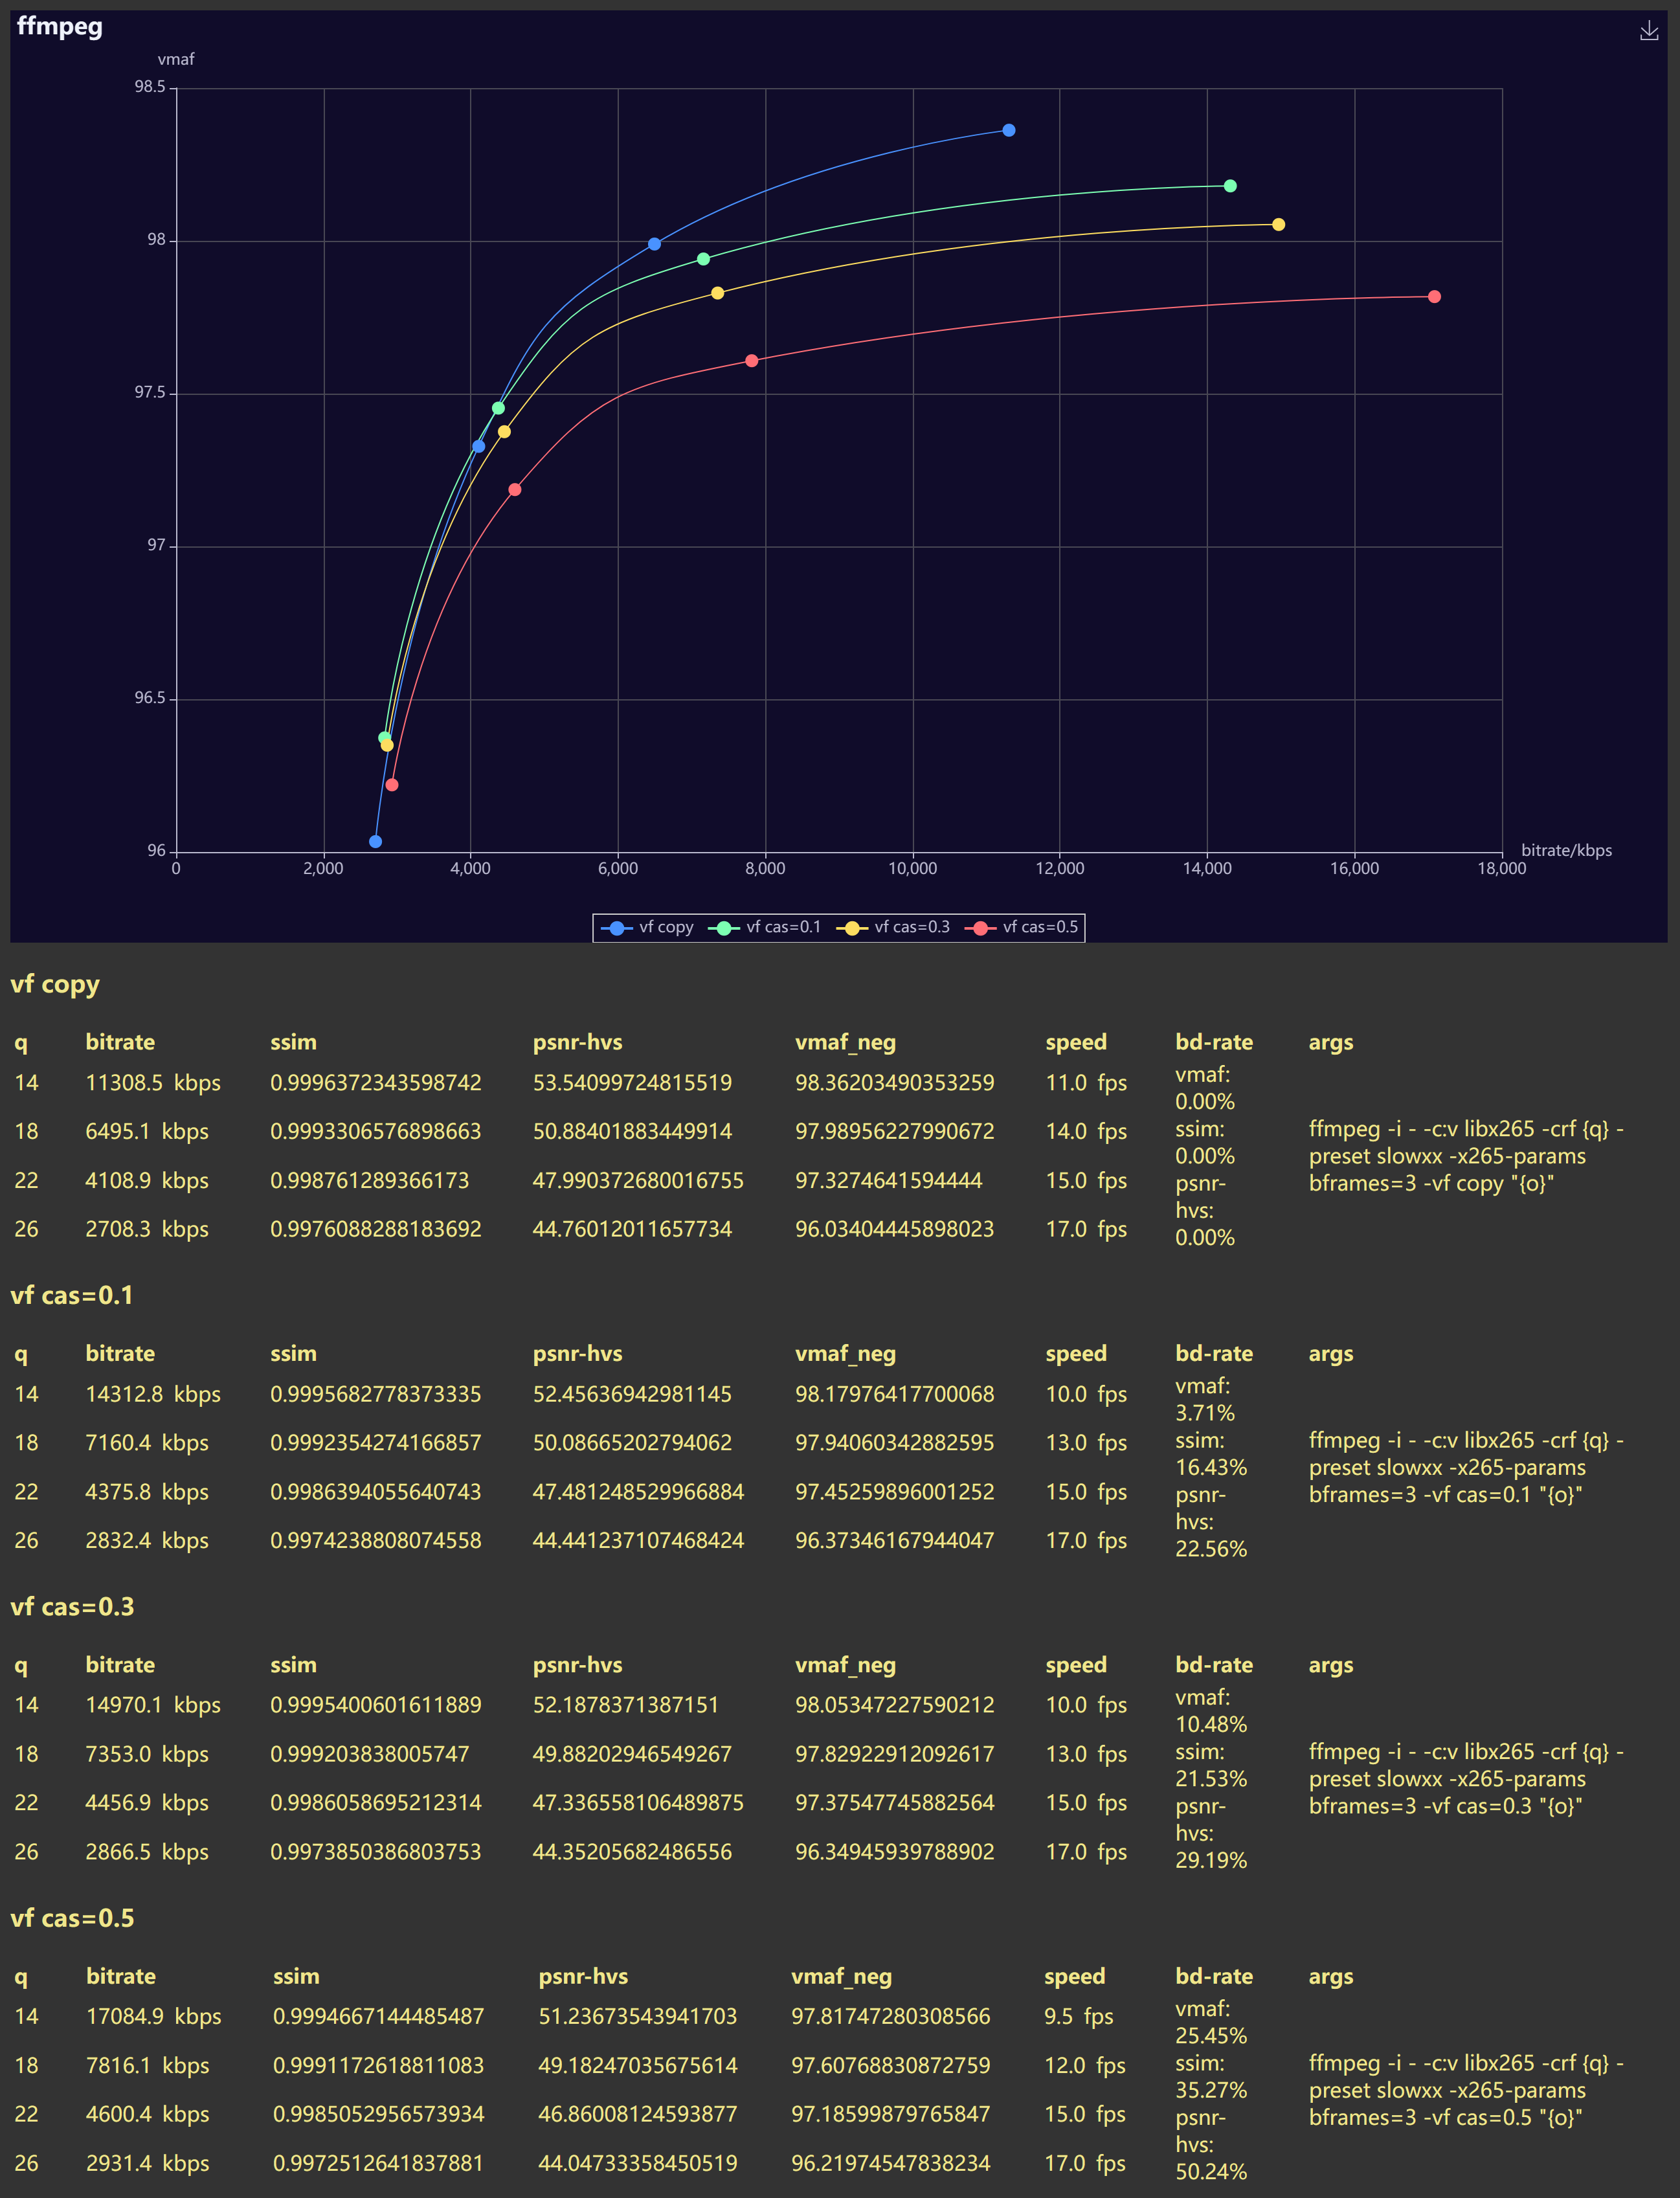 ffmpeg
vmaf
98.5
98
97.5
97
96.5
96
0 2,000 4,000 6,000 8,000 10,000 12,000 14,000 16,000 18,000
bitrate/kbps
vf copy vf cas=0.1 vf cas=0.3 vf cas=0.5
vf copy
q bitrate ssim psnr-hvs vmaf_neg speed bd-rate args
14 11308.5 kbps 0.9996372343598742 53.54099724815519 98.36203490353259 11.0 fps
18 6495.1 kbps 0.9993306576898663 50.88401883449914 97.98956227990672 14.0 fps
22 4108.9 kbps 0.998761289366173 47.990372680016755 97.3274641594444 15.0 fps
26 2708.3 kbps 0.9976088288183692 44.76012011657734 96.03404445898023 17.0 fps
vmaf:
0.00%
ssim:
0.00%
psnr-
hvs:
0.00%
ffmpeg -i - -c:v libx265 -crf {q} -
preset slowxx -x265-params
bframes=3 -vf copy "{o}"
vf cas=0.1
q bitrate ssim psnr-hvs vmaf_neg speed bd-rate args
14 14312.8 kbps 0.9995682778373335 52.45636942981145 98.17976417700068 10.0 fps
18 7160.4 kbps 0.9992354274166857 50.08665202794062 97.94060342882595 13.0 fps
22 4375.8 kbps 0.9986394055640743 47.481248529966884 97.45259896001252 15.0 fps
26 2832.4 kbps 0.9974238808074558 44.441237107468424 96.37346167944047 17.0 fps
vmaf:
3.71%
ssim:
16.43%
psnr-
hvs:
22.56%
ffmpeg -i - -c:v libx265 -crf {q} -
preset slowxx -x265-params
bframes=3 -vf cas=0.1 "{o}"
vf cas=0.3
q bitrate ssim psnr-hvs vmaf_neg speed bd-rate args
14 14970.1 kbps 0.9995400601611889 52.1878371387151 98.05347227590212 10.0 fps
18 7353.0 kbps 0.999203838005747 49.88202946549267 97.82922912092617 13.0 fps
22 4456.9 kbps 0.9986058695212314 47.336558106489875 97.37547745882564 15.0 fps
26 2866.5 kbps 0.9973850386803753 44.35205682486556 96.34945939788902 17.0 fps
vmaf:
10.48%
ssim:
21.53%
psnr-
hvs:
29.19%
ffmpeg -i - -c:v libx265 -crf {q} -
preset slowxx -x265-params
bframes=3 -vf cas=0.3 "{o}"
vf cas=0.5
q bitrate ssim psnr-hvs vmaf_neg speed bd-rate args
14 17084.9 kbps 0.9994667144485487 51.23673543941703 97.81747280308566 9.5 fps
18 7816.1 kbps 0.9991172618811083 49.18247035675614 97.60768830872759 12.0 fps
22 4600.4 kbps 0.9985052956573934 46.86008124593877 97.18599879765847 15.0 fps
26 2931.4 kbps 0.9972512641837881 44.04733358450519 96.21974547838234 17.0 fps
vmaf:
25.45%
ssim:
35.27%
psnr-
hvs:
50.24%
ffmpeg -i - -c:v libx265 -crf {q} -
preset slowxx -x265-params
bframes=3 -vf cas=0.5 "{o}"